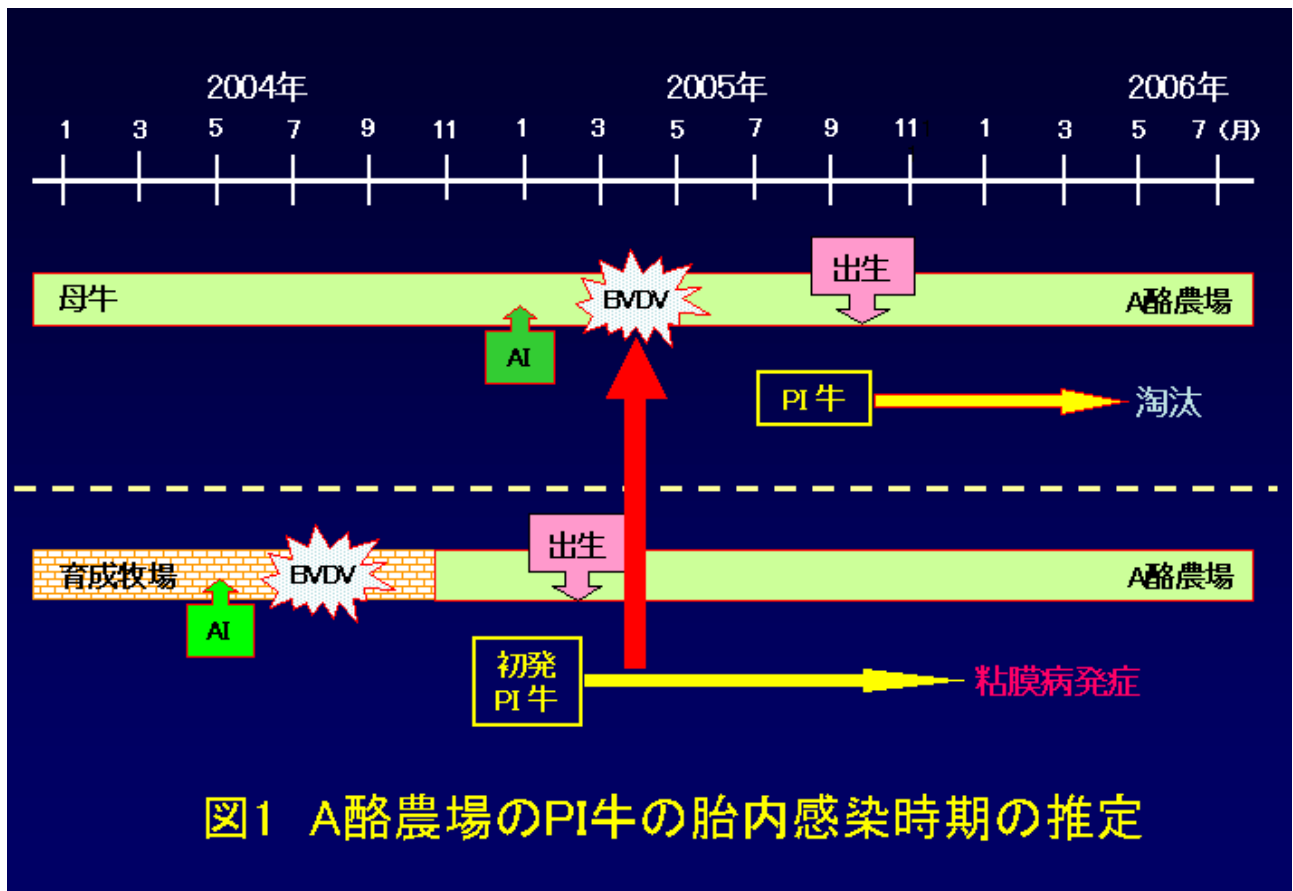 2004年 2005年 2006年
1 3 5 7 9 11 1 3 5 7 9 11 1 3 5 7 (月)
母牛 BVDV 出生 A酪農場
AI
PI 牛 淘汰
育成牧場 BVDV 出生 A酪農場
AI
初発
PI 牛
粘膜病発症
図1 A酪農場のPI牛の胎内感染時期の推定